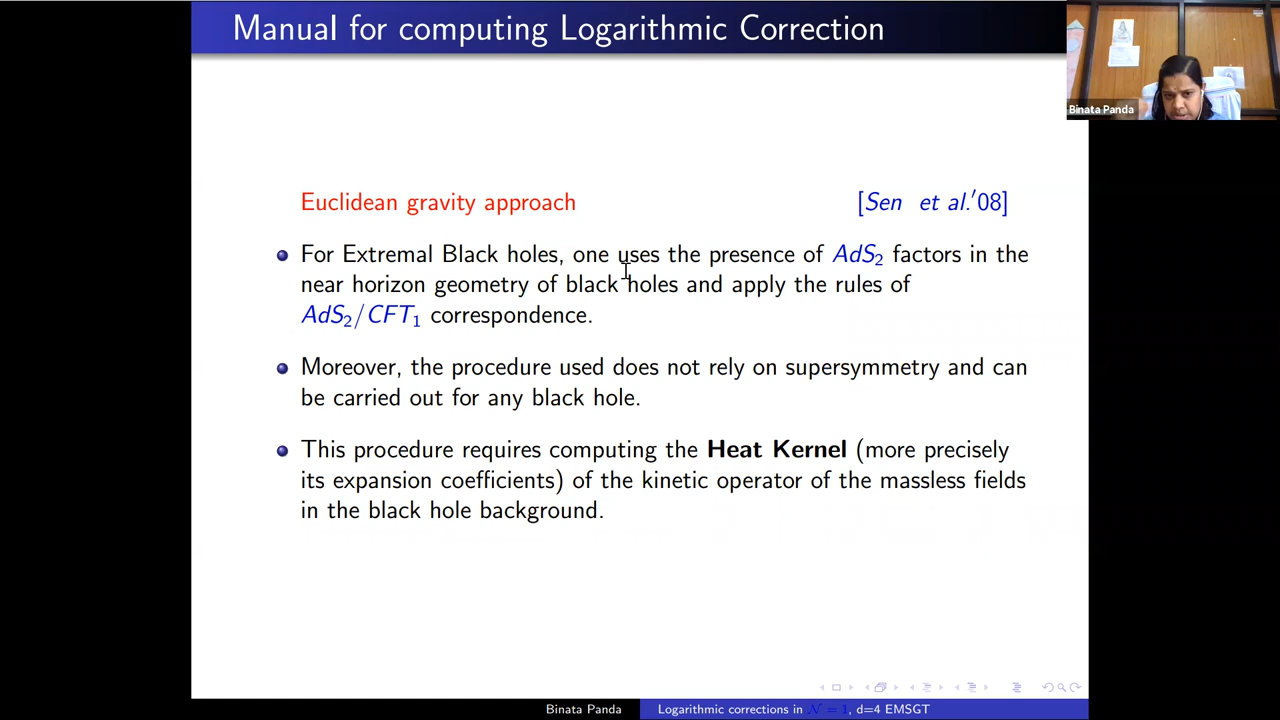 Manual for computing Logarithmic Correction
Binata Panda
Euclidean gravity approach [Sen et al.'08]
For Extremal Black holes, one uses the presence of AdS₂ factors in the
near horizon geometry of black holes and apply the rules of
AdS₂/CFT₁ correspondence.
Moreover, the procedure used does not rely on supersymmetry and can
be carried out for any black hole.
This procedure requires computing the Heat Kernel (more precisely
its expansion coefficients) of the kinetic operator of the massless fields
in the black hole background.
Binata Panda Logarithmic corrections in 𝒩 = 1, d=4 EMSGT